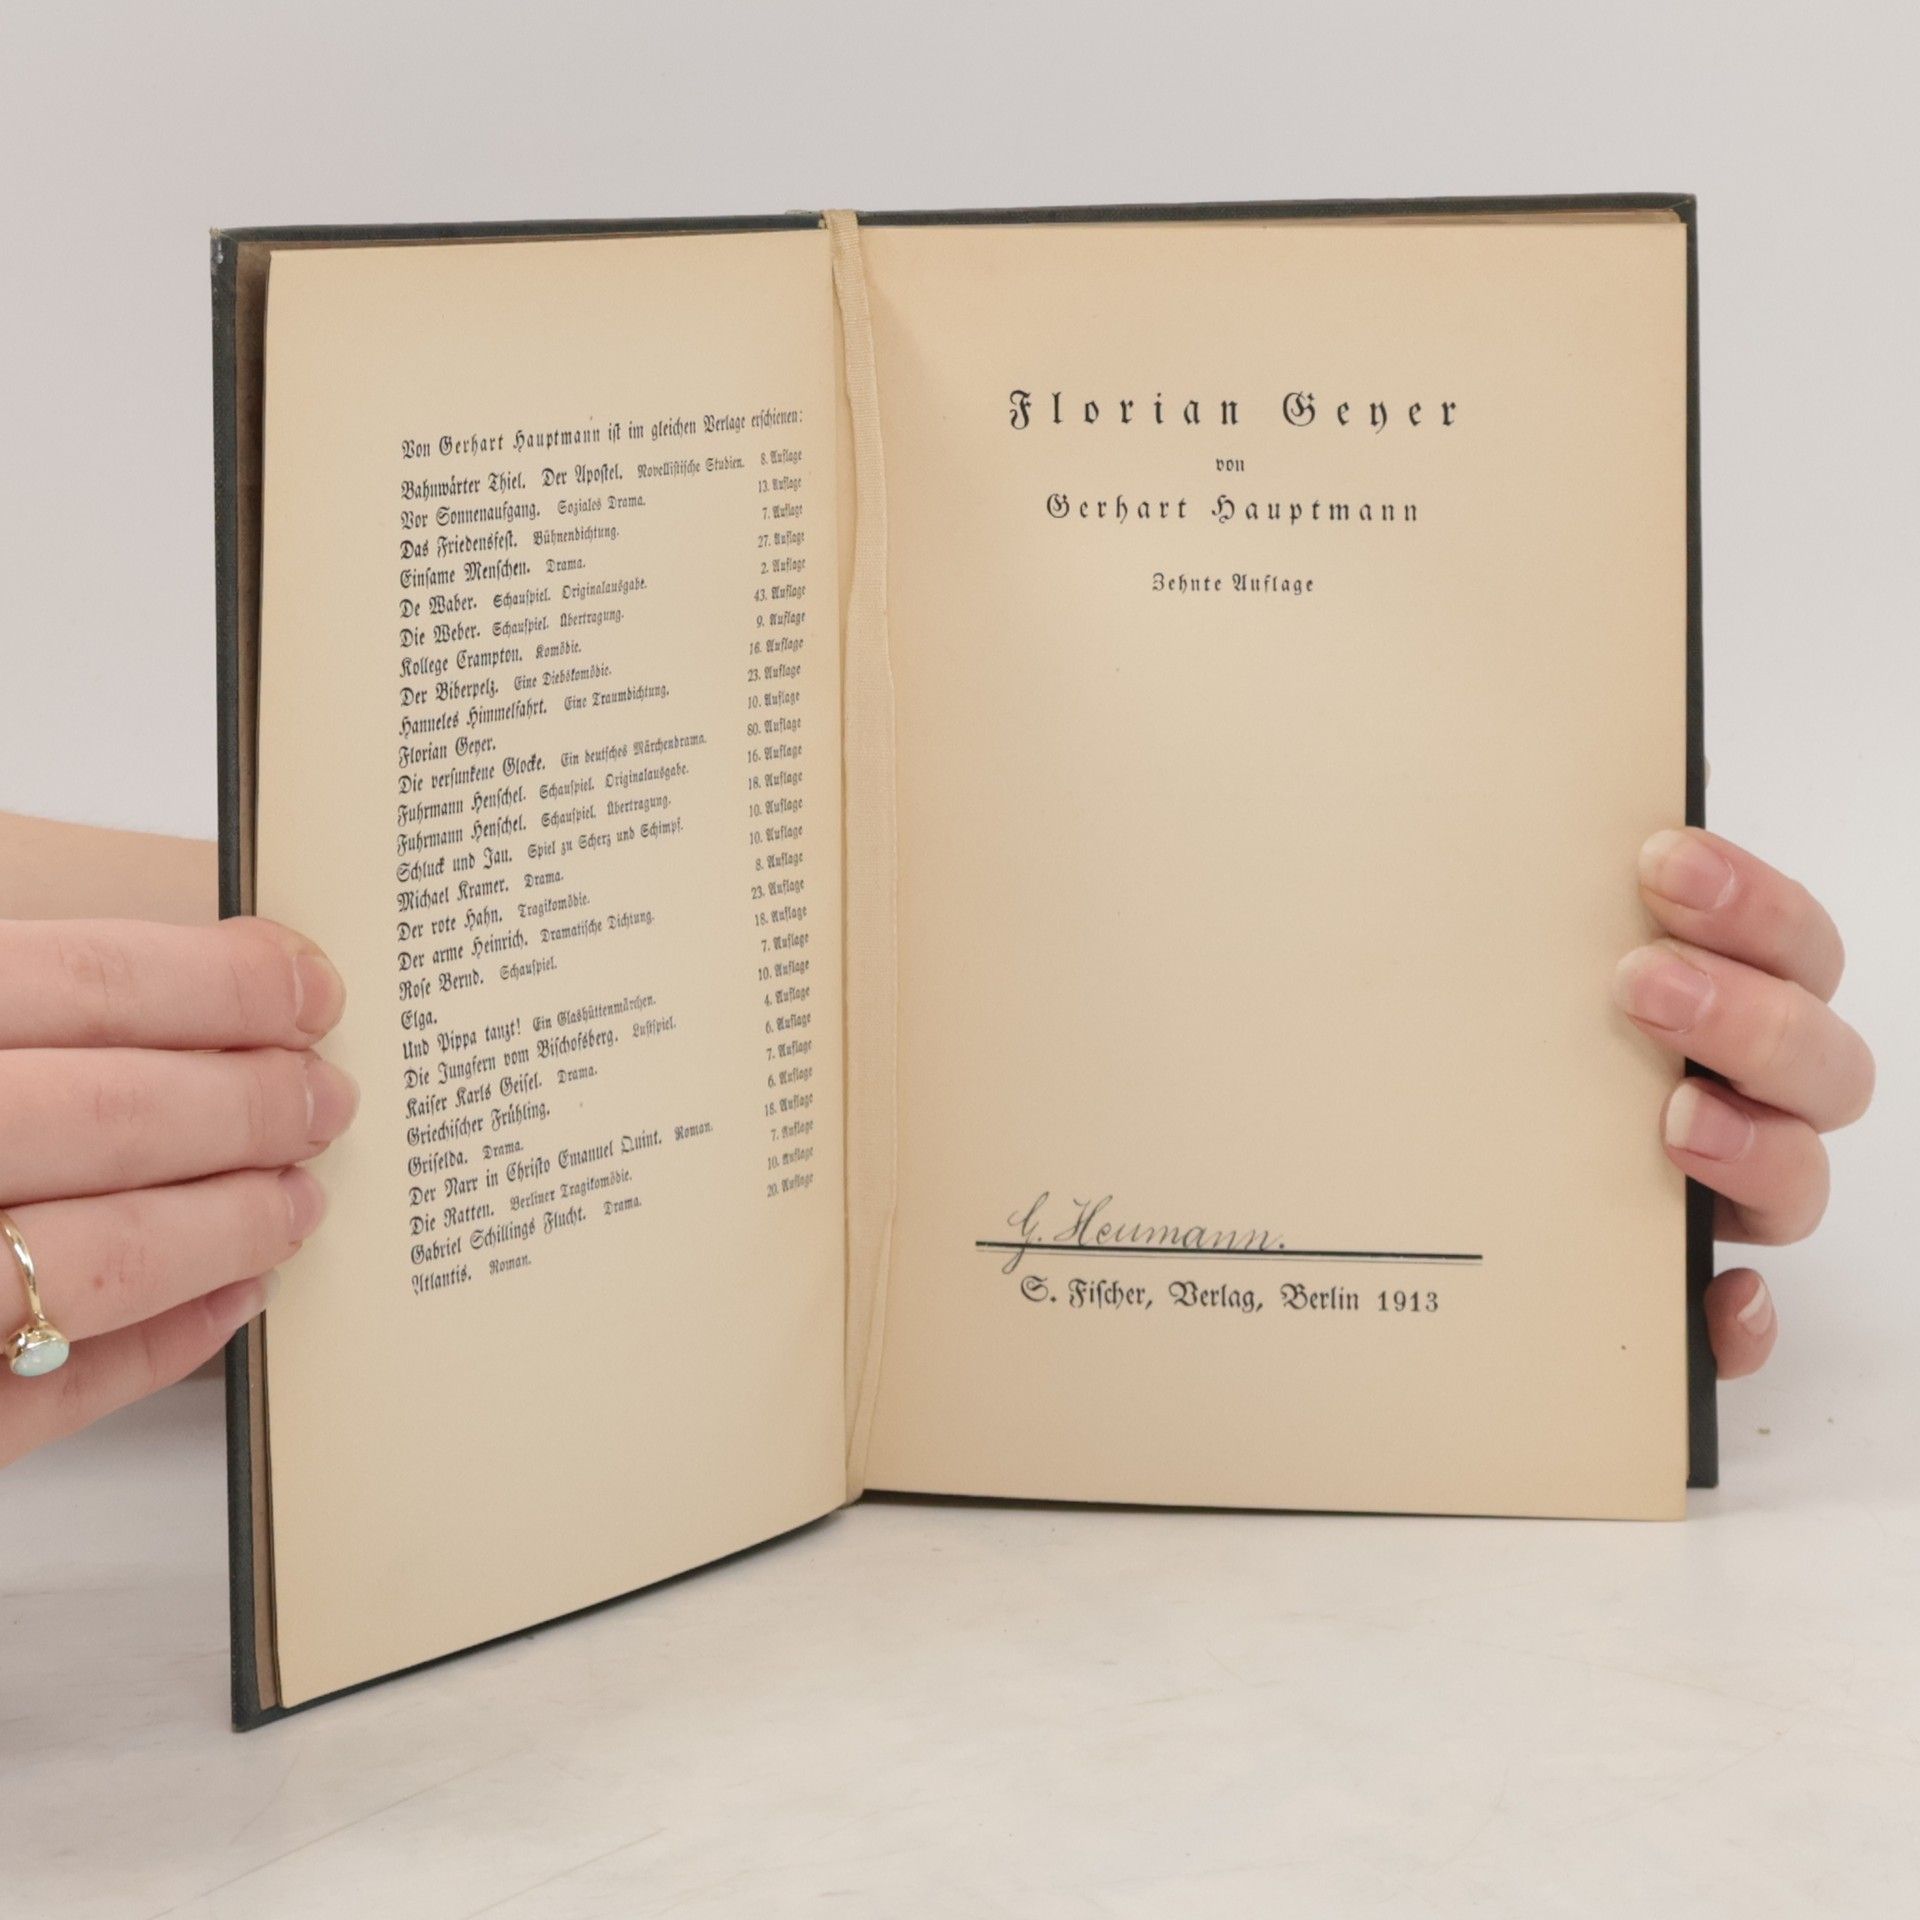 Von Gerhart Hauptmann ist im gleichen Verlage erschienen:
Bahnwärter Thiel. Der Apostel. Novellistische Studien. 8. Auflage
Vor Sonnenaufgang. Soziales Drama. 13. Auflage
Das Friedensfest. Bühnendichtung. 7. Auflage
Einsame Menschen. Drama. 27. Auflage
De Waber. Schauspiel. Originalausgabe. 2. Auflage
Die Weber. Schauspiel. Übertragung. 43. Auflage
Kollege Crampton. Komödie. 9. Auflage
Der Biberpelz. Eine Diebskomödie. 16. Auflage
Hanneles Himmelfahrt. Eine Traumdichtung. 23. Auflage
Florian Geyer. 10. Auflage
Die versunkene Glocke. Ein deutsches Märchendrama. 80. Auflage
Fuhrmann Henschel. Schauspiel. Originalausgabe. 16. Auflage
Fuhrmann Henschel. Schauspiel. Übertragung. 18. Auflage
Schluck und Jau. Spiel zu Scherz und Schimpf. 10. Auflage
Michael Kramer. Drama. 10. Auflage
Der rote Hahn. Tragikomödie. 8. Auflage
Der arme Heinrich. Dramatische Dichtung. 23. Auflage
Rose Bernd. Schauspiel. 18. Auflage
Elga. 7. Auflage
Und Pippa tanzt! Ein Glashüttenmärchen. 10. Auflage
Die Jungfern vom Bischofsberg. Lustspiel. 4. Auflage
Kaiser Karls Geisel. Drama. 6. Auflage
Griechischer Frühling. 7. Auflage
Griselda. Drama. 6. Auflage
Der Narr in Christo Emanuel Quint. Roman. 18. Auflage
Die Ratten. Berliner Tragikomödie. 7. Auflage
Gabriel Schillings Flucht. Drama. 10. Auflage
Atlantis. Roman. 20. Auflage
Florian Geyer
von
Gerhart Hauptmann
Zehnte Auflage
G. Heumann.
S. Fischer, Verlag, Berlin 1913